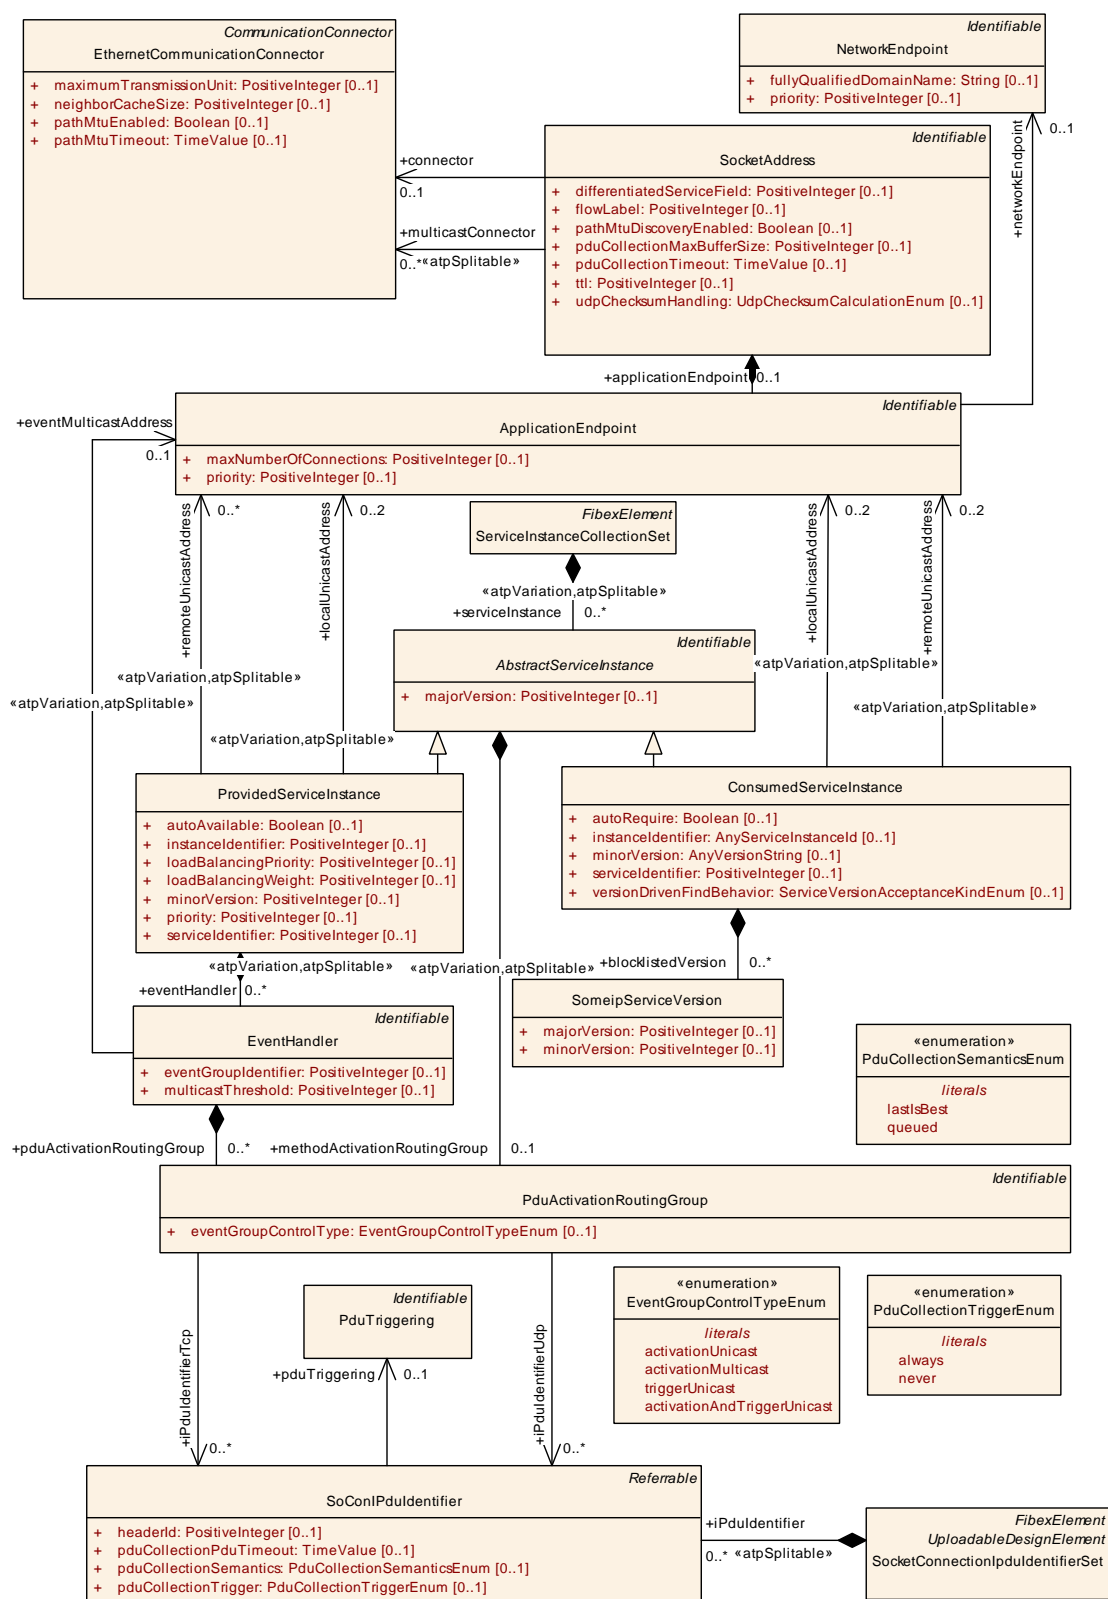 CommunicationConnector
EthernetCommunicationConnector
+ maximumTransmissionUnit: PositiveInteger [0..1]
+ neighborCacheSize: PositiveInteger [0..1]
+ pathMtuEnabled: Boolean [0..1]
+ pathMtuTimeout: TimeValue [0..1]
Identifiable
NetworkEndpoint
+ fullyQualifiedDomainName: String [0..1]
+ priority: PositiveInteger [0..1]
0..1
+networkEndpoint
Identifiable
SocketAddress
+ differentiatedServiceField: PositiveInteger [0..1]
+ flowLabel: PositiveInteger [0..1]
+ pathMtuDiscoveryEnabled: Boolean [0..1]
+ pduCollectionMaxBufferSize: PositiveInteger [0..1]
+ pduCollectionTimeout: TimeValue [0..1]
+ ttl: PositiveInteger [0..1]
+ udpChecksumHandling: UdpChecksumCalculationEnum [0..1]
+connector
0..1
+multicastConnector
0..* «atpSplitable»
+applicationEndpoint 0..1
Identifiable
ApplicationEndpoint
+ maxNumberOfConnections: PositiveInteger [0..1]
+ priority: PositiveInteger [0..1]
+eventMulticastAddress
0..1
+remoteUnicastAddress
0..*
+localUnicastAddress
0..2
+localUnicastAddress
0..2
+remoteUnicastAddress
0..2
FibexElement
ServiceInstanceCollectionSet
«atpVariation,atpSplitable»
+serviceInstance 0..*
Identifiable
AbstractServiceInstance
+ majorVersion: PositiveInteger [0..1]
«atpVariation,atpSplitable»
«atpVariation,atpSplitable»
«atpVariation,atpSplitable»
«atpVariation,atpSplitable»
«atpVariation,atpSplitable»
ProvidedServiceInstance
+ autoAvailable: Boolean [0..1]
+ instanceIdentifier: PositiveInteger [0..1]
+ loadBalancingPriority: PositiveInteger [0..1]
+ loadBalancingWeight: PositiveInteger [0..1]
+ minorVersion: PositiveInteger [0..1]
+ priority: PositiveInteger [0..1]
+ serviceIdentifier: PositiveInteger [0..1]
ConsumedServiceInstance
+ autoRequire: Boolean [0..1]
+ instanceIdentifier: AnyServiceInstanceId [0..1]
+ minorVersion: AnyVersionString [0..1]
+ serviceIdentifier: PositiveInteger [0..1]
+ versionDrivenFindBehavior: ServiceVersionAcceptanceKindEnum [0..1]
«atpVariation,atpSplitable»
+eventHandler 0..*
«atpVariation,atpSplitable»
+blocklistedVersion 0..*
Identifiable
EventHandler
+ eventGroupIdentifier: PositiveInteger [0..1]
+ multicastThreshold: PositiveInteger [0..1]
SomeipServiceVersion
+ majorVersion: PositiveInteger [0..1]
+ minorVersion: PositiveInteger [0..1]
«enumeration»
PduCollectionSemanticsEnum
literals
lastIsBest
queued
+pduActivationRoutingGroup 0..*
+methodActivationRoutingGroup 0..1
Identifiable
PduActivationRoutingGroup
+ eventGroupControlType: EventGroupControlTypeEnum [0..1]
Identifiable
PduTriggering
+pduTriggering 0..1
+iPduIdentifierTcp
0..*
+iPduIdentifierUdp
0..*
«enumeration»
EventGroupControlTypeEnum
literals
activationUnicast
activationMulticast
triggerUnicast
activationAndTriggerUnicast
«enumeration»
PduCollectionTriggerEnum
literals
always
never
Referrable
SoConIPduIdentifier
+ headerId: PositiveInteger [0..1]
+ pduCollectionPduTimeout: TimeValue [0..1]
+ pduCollectionSemantics: PduCollectionSemanticsEnum [0..1]
+ pduCollectionTrigger: PduCollectionTriggerEnum [0..1]
+iPduIdentifier
0..* «atpSplitable»
FibexElement
UploadableDesignElement
SocketConnectionIpduIdentifierSet